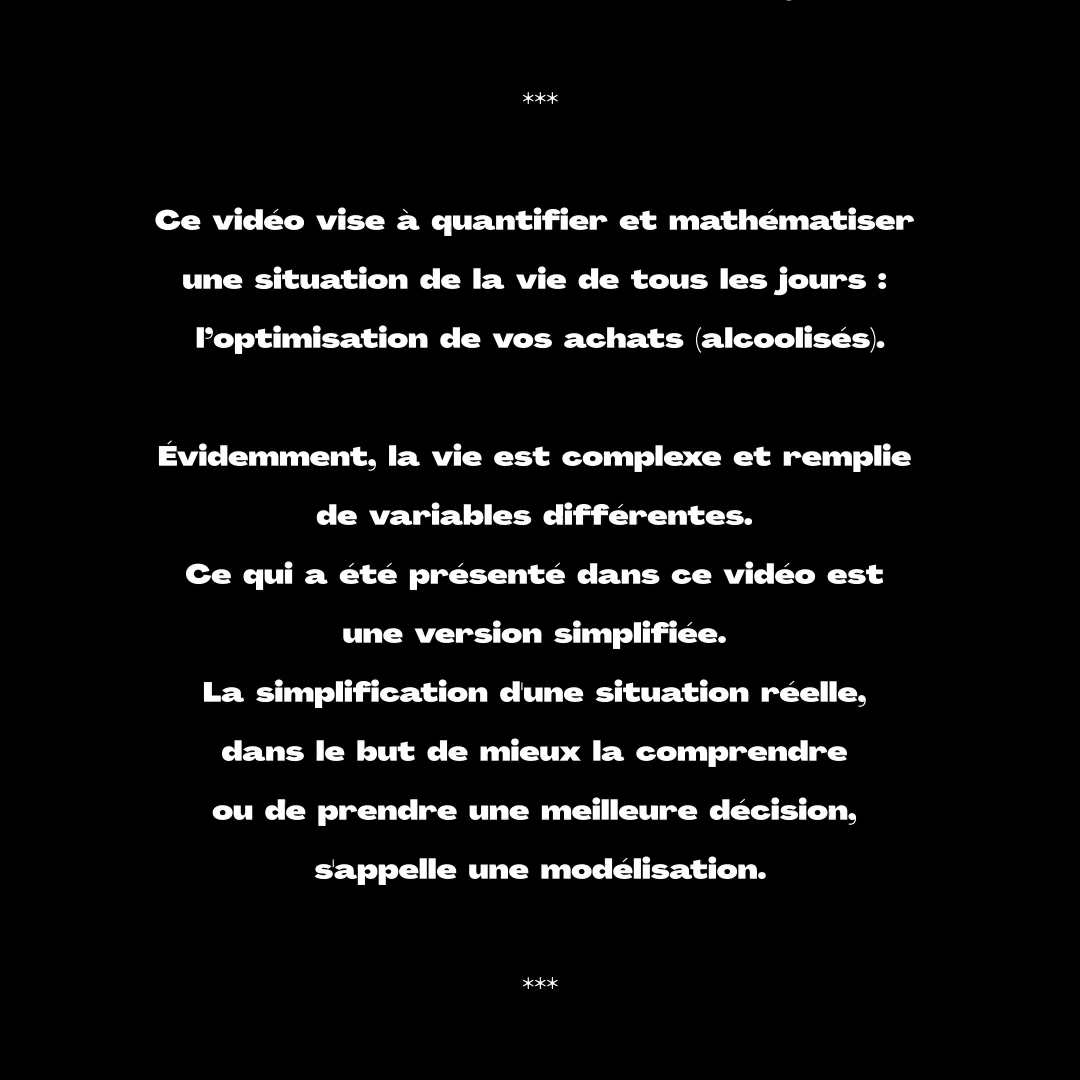 ***
Ce vidéo vise à quantifier et mathématiser
une situation de la vie de tous les jours :
l’optimisation de vos achats (alcoolisés).
Évidemment, la vie est complexe et remplie
de variables différentes.
Ce qui a été présenté dans ce vidéo est
une version simplifiée.
La simplification d'une situation réelle,
dans le but de mieux la comprendre
ou de prendre une meilleure décision,
s'appelle une modélisation.
***